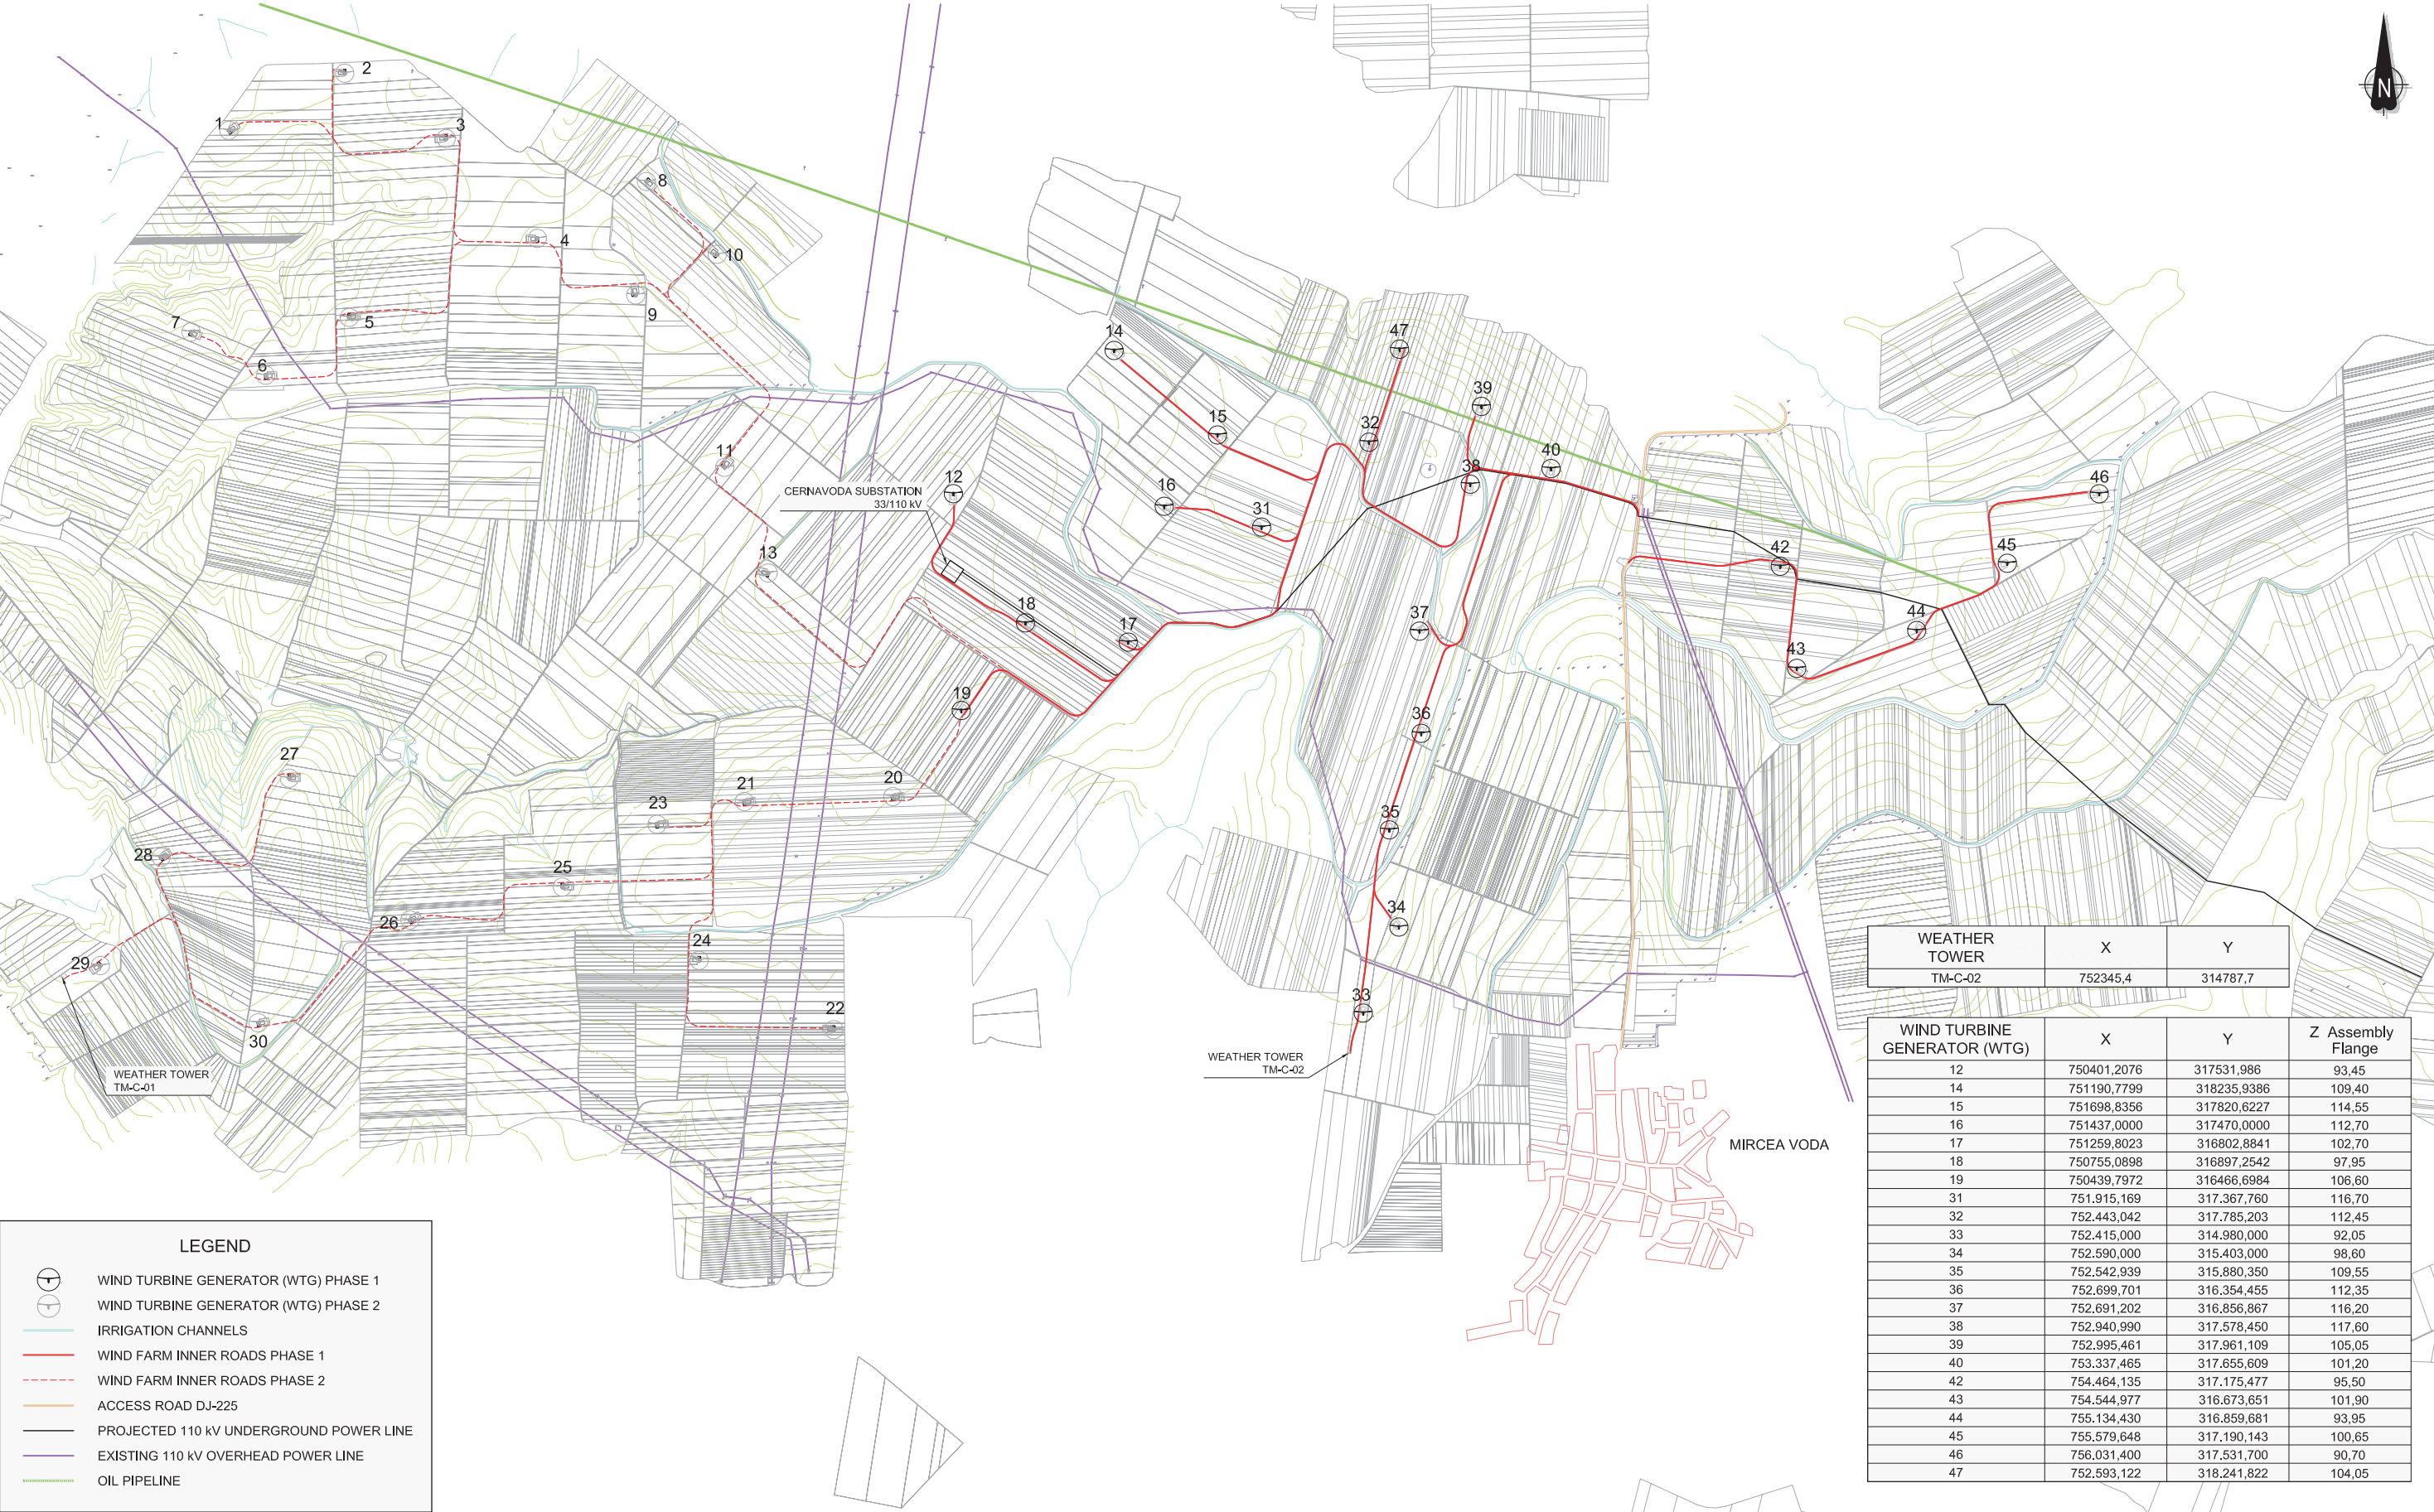 N
2
1
3
8
4
10
9
5
7
6
14
47
39
15
32
40
38
16
31
11
12
CERNAVODA SUBSTATION
33/110 kV
13
46
45
42
44
43
18
17
37
19
36
27
21
20
23
35
28
25
26
34
24
29
22
33
30
WEATHER TOWER
TM-C-01
WEATHER TOWER
TM-C-02
MIRCEA VODA
WEATHER TOWER X Y
TM-C-02 752345,4 314787,7
WIND TURBINE GENERATOR (WTG) X Y Z Assembly Flange
12 750401,2076 317531,986 93,45
14 751190,7799 318235,9386 109,40
15 751698,8356 317820,6227 114,55
16 751437,0000 317470,0000 112,70
17 751259,8023 316802,8841 102,70
18 750755,0898 316897,2542 97,95
19 750439,7972 316466,6984 106,60
31 751.915,169 317.367,760 116,70
32 752.443,042 317.785,203 112,45
33 752.415,000 314.980,000 92,05
34 752.590,000 315.403,000 98,60
35 752.542,939 315.880,350 109,55
36 752.699,701 316.354,455 112,35
37 752.691,202 316.856,867 116,20
38 752.940,990 317.578,450 117,60
39 752.995,461 317.961,109 105,05
40 753.337,465 317.655,609 101,20
42 754.464,135 317.175,477 95,50
43 754.544,977 316.673,651 101,90
44 755.134,430 316.859,681 93,95
45 755.579,648 317.190,143 100,65
46 756.031,400 317.531,700 90,70
47 752.593,122 318.241,822 104,05
LEGEND
WIND TURBINE GENERATOR (WTG) PHASE 1
WIND TURBINE GENERATOR (WTG) PHASE 2
IRRIGATION CHANNELS
WIND FARM INNER ROADS PHASE 1
WIND FARM INNER ROADS PHASE 2
ACCESS ROAD DJ-225
PROJECTED 110 kV UNDERGROUND POWER LINE
EXISTING 110 kV OVERHEAD POWER LINE
OIL PIPELINE